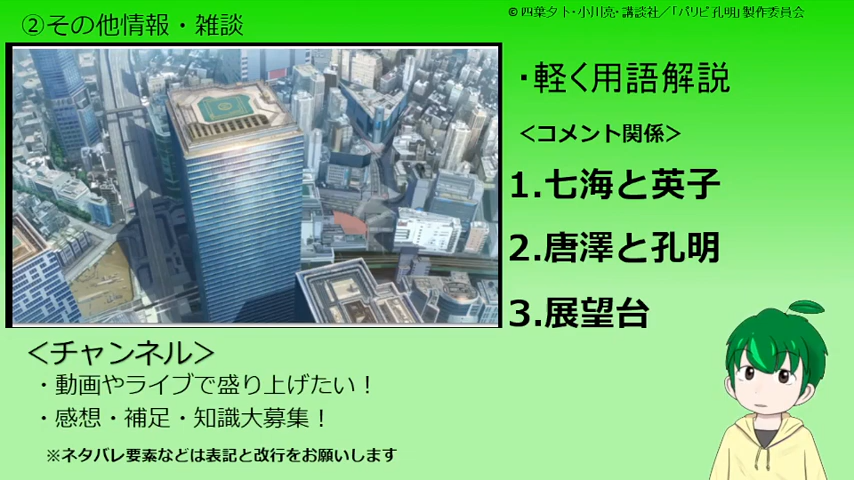 ②その他情報・雑談
© 四葉夕ト・小川亮・講談社／「パリピ孔明」製作委員会
・軽く用語解説
＜コメント関係＞
1.七海と英子
2.唐澤と孔明
3.展望台
＜チャンネル＞
・動画やライブで盛り上げたい！
・感想・補足・知識大募集！
※ネタバレ要素などは表記と改行をお願いします